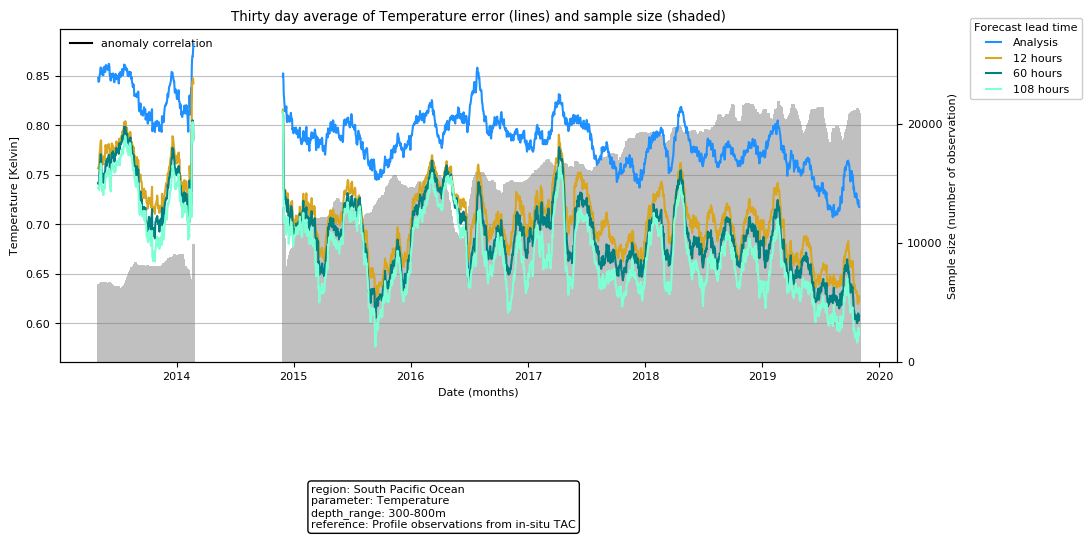 Thirty day average of Temperature error (lines) and sample size (shaded)
anomaly correlation
Forecast lead time
Analysis
12 hours
60 hours
108 hours
Temperature [Kelvin]
0.85
0.80
0.75
0.70
0.65
0.60
20000
10000
0
Sample size (number of observation)
2014
2015
2016
2017
2018
2019
2020
Date (months)
region: South Pacific Ocean
parameter: Temperature
depth_range: 300-800m
reference: Profile observations from in-situ TAC